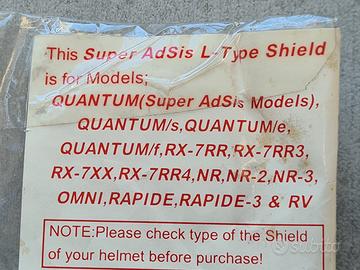 This Super AdSis L-Type Shield
is for Models;
QUANTUM(Super AdSis Models),
QUANTUM/s,QUANTUM/e,
QUANTUM/f,RX-7RR,RX-7RR3,
RX-7XX,RX-7RR4,NR,NR-2,NR-3,
OMNI,RAPIDE,RAPIDE-3 & RV
NOTE:Please check type of the Shield
of your helmet before purchase!
subito